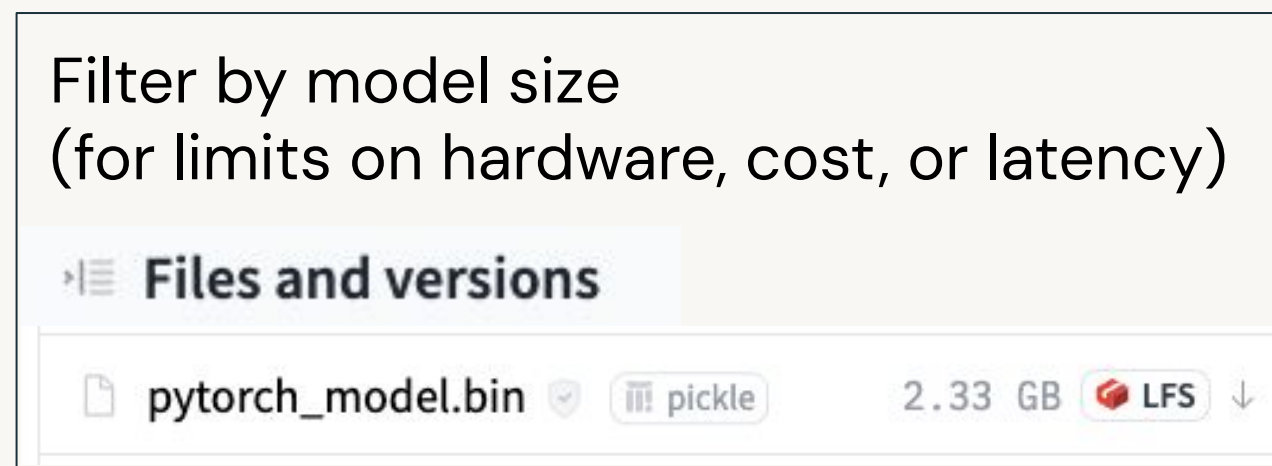 Filter by model size
(for limits on hardware, cost, or latency)
Files and versions
pytorch_model.bin pickle 2.33 GB LFS